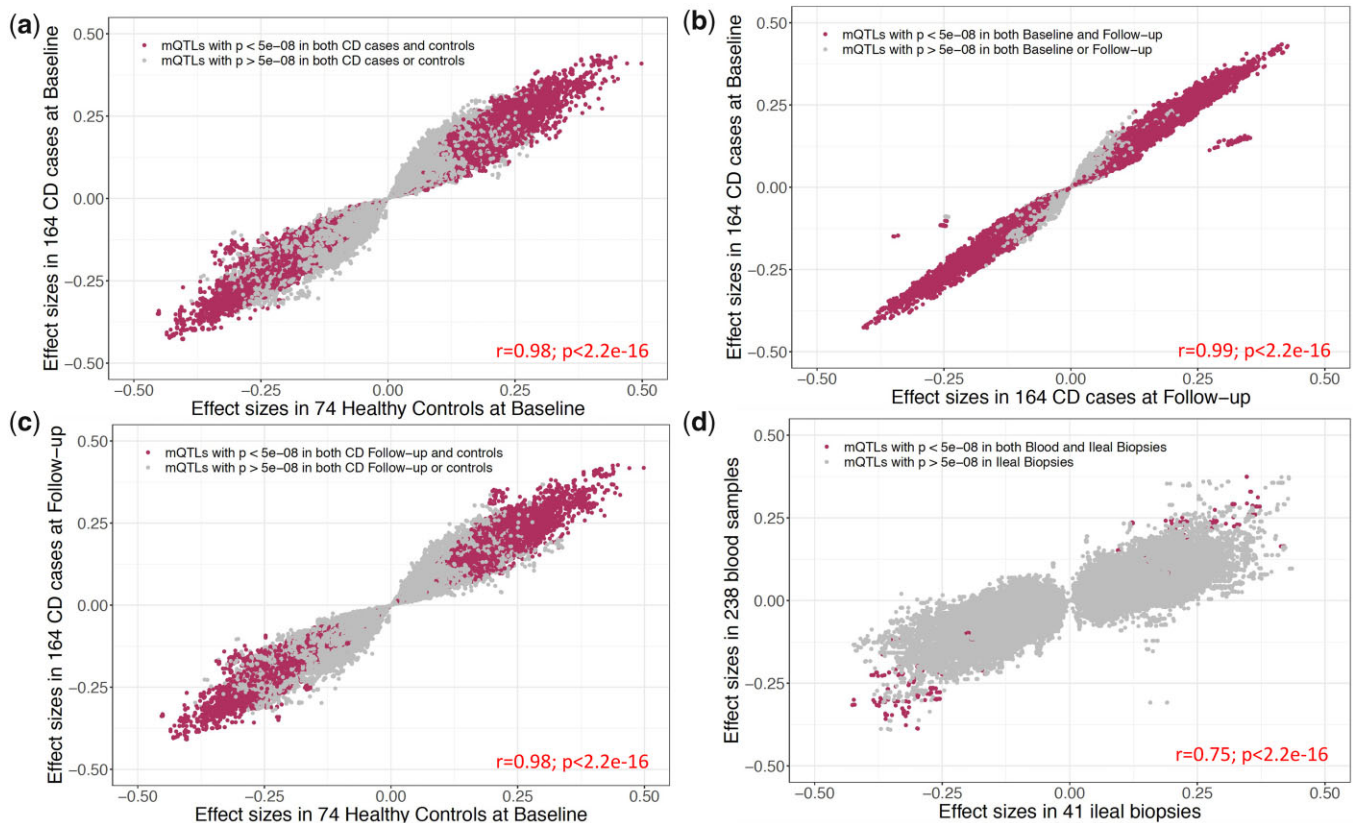 (a)
Effect sizes in 164 CD cases at Baseline
0.50
0.25
0.00
−0.25
−0.50
mQTLs with p < 5e−08 in both CD cases and controls
mQTLs with p > 5e−08 in both CD cases or controls
r=0.98; p<2.2e-16
−0.50 −0.25 0.00 0.25 0.50
Effect sizes in 74 Healthy Controls at Baseline
(b)
Effect sizes in 164 CD cases at Baseline
0.50
0.25
0.00
−0.25
−0.50
mQTLs with p < 5e−08 in both Baseline and Follow−up
mQTLs with p > 5e−08 in both Baseline or Follow−up
r=0.99; p<2.2e-16
−0.50 −0.25 0.00 0.25 0.50
Effect sizes in 164 CD cases at Follow−up
(c)
Effect sizes in 164 CD cases at Follow−up
0.50
0.25
0.00
−0.25
−0.50
mQTLs with p < 5e−08 in both CD Follow−up and controls
mQTLs with p > 5e−08 in both CD Follow−up or controls
r=0.98; p<2.2e-16
−0.50 −0.25 0.00 0.25 0.50
Effect sizes in 74 Healthy Controls at Baseline
(d)
Effect sizes in 238 blood samples
0.50
0.25
0.00
−0.25
−0.50
mQTLs with p < 5e−08 in both Blood and Ileal Biopsies
mQTLs with p > 5e−08 in Ileal Biopsies
r=0.75; p<2.2e-16
−0.50 −0.25 0.00 0.25 0.50
Effect sizes in 41 ileal biopsies